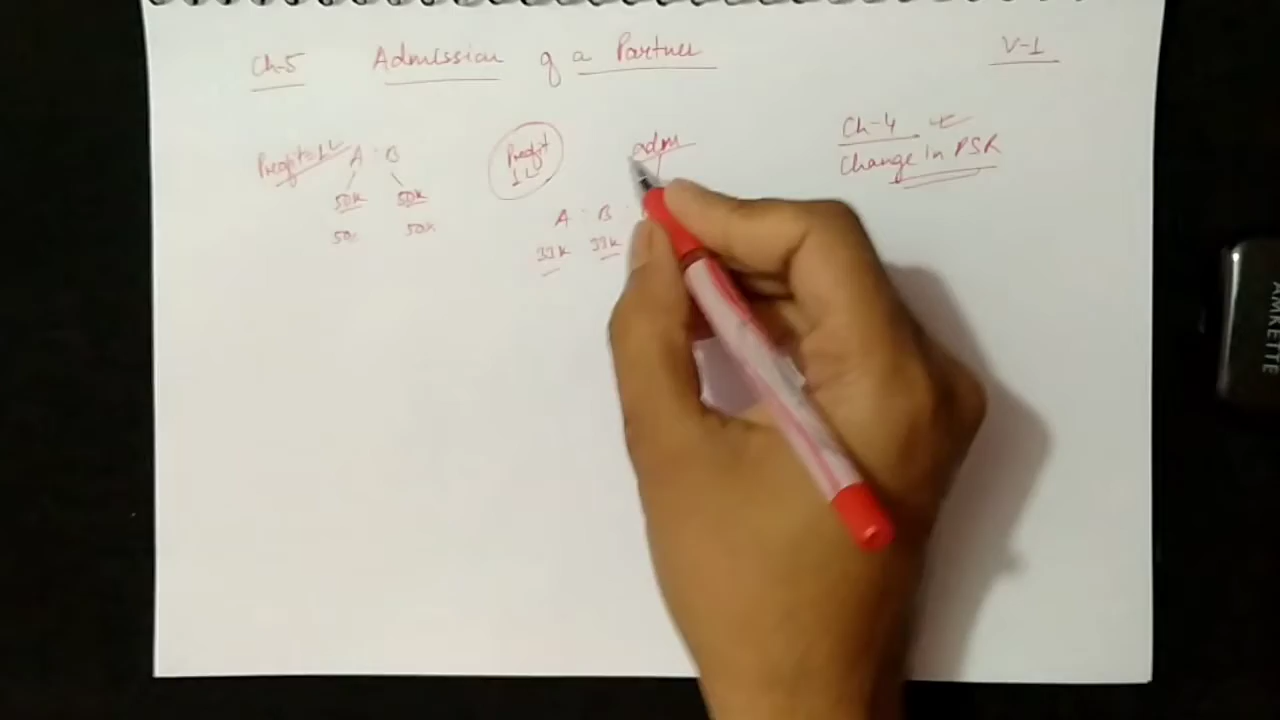 Ch-5 Admission of a Partner V-1
Profit=1L A B
50k 50k
50k
Profit
1L
adm
A B
33k 33k
Ch-4
Change in PSR
AMKETTE